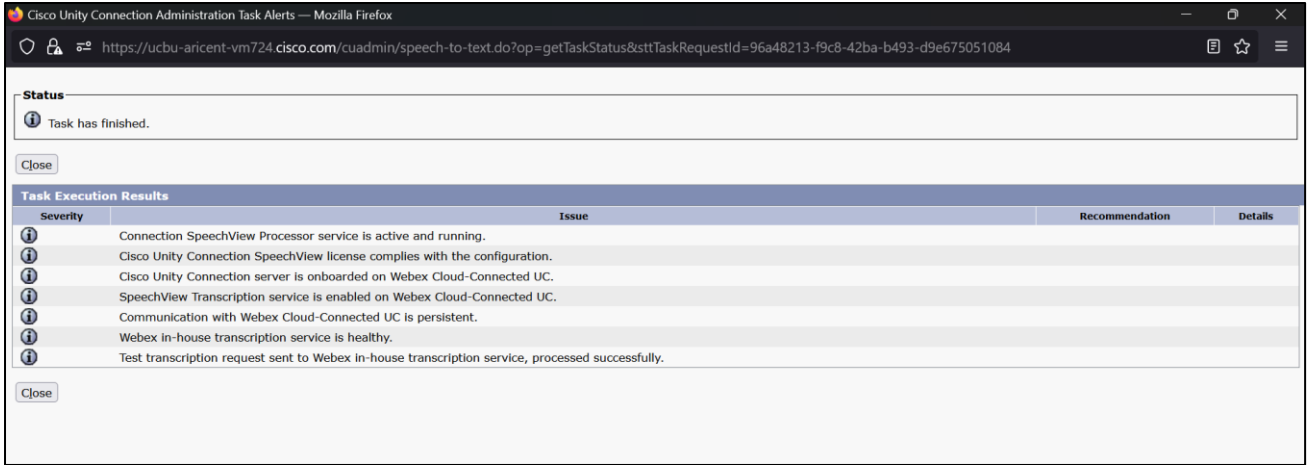 Cisco Unity Connection Administration Task Alerts — Mozilla Firefox
https://ucbu-aricent-vm724.cisco.com/cuadmin/speech-to-text.do?op=getTaskStatus&sttTaskRequestId=96a48213-f9c8-42ba-b493-d9e675051084
Status
Task has finished.
Close
Task Execution Results
Severity Issue Recommendation Details
Connection SpeechView Processor service is active and running.
Cisco Unity Connection SpeechView license complies with the configuration.
Cisco Unity Connection server is onboarded on Webex Cloud-Connected UC.
SpeechView Transcription service is enabled on Webex Cloud-Connected UC.
Communication with Webex Cloud-Connected UC is persistent.
Webex in-house transcription service is healthy.
Test transcription request sent to Webex in-house transcription service, processed successfully.
Close